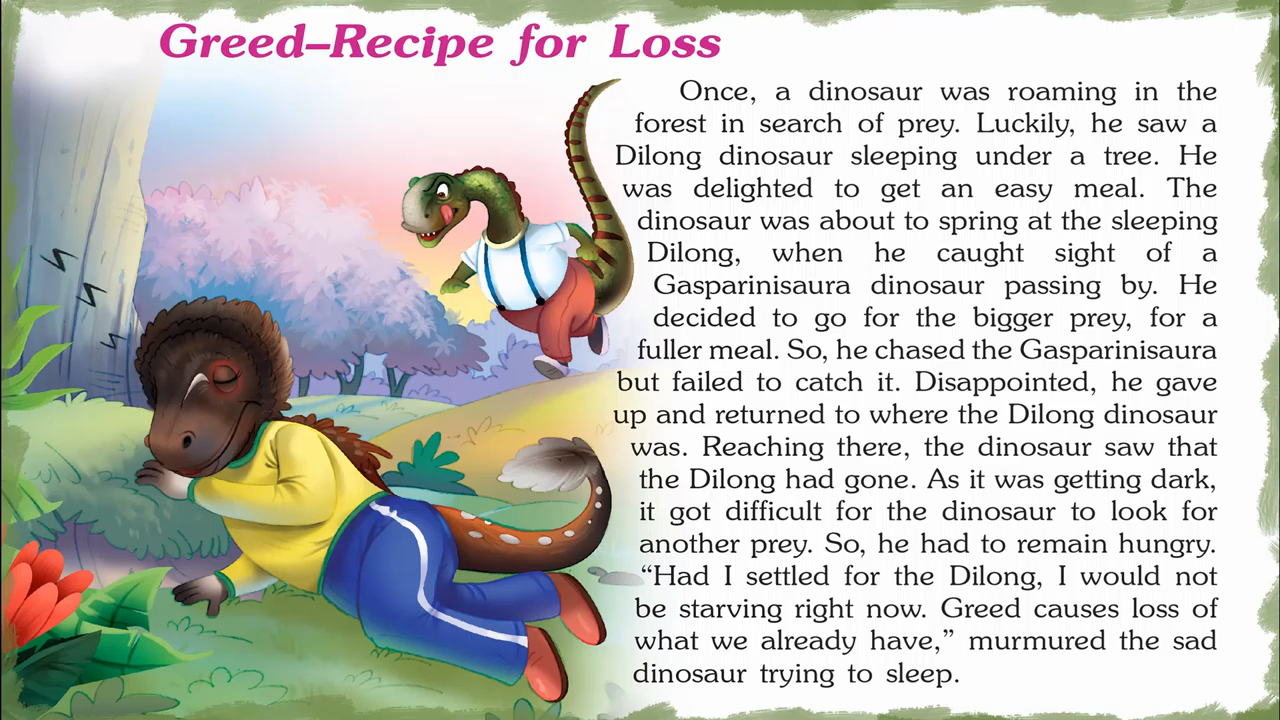 Greed–Recipe for Loss
Once, a dinosaur was roaming in the
forest in search of prey. Luckily, he saw a
Dilong dinosaur sleeping under a tree. He
was delighted to get an easy meal. The
dinosaur was about to spring at the sleeping
Dilong, when he caught sight of a
Gasparinisaura dinosaur passing by. He
decided to go for the bigger prey, for a
fuller meal. So, he chased the Gasparinisaura
but failed to catch it. Disappointed, he gave
up and returned to where the Dilong dinosaur
was. Reaching there, the dinosaur saw that
the Dilong had gone. As it was getting dark,
it got difficult for the dinosaur to look for
another prey. So, he had to remain hungry.
“Had I settled for the Dilong, I would not
be starving right now. Greed causes loss of
what we already have,” murmured the sad
dinosaur trying to sleep.